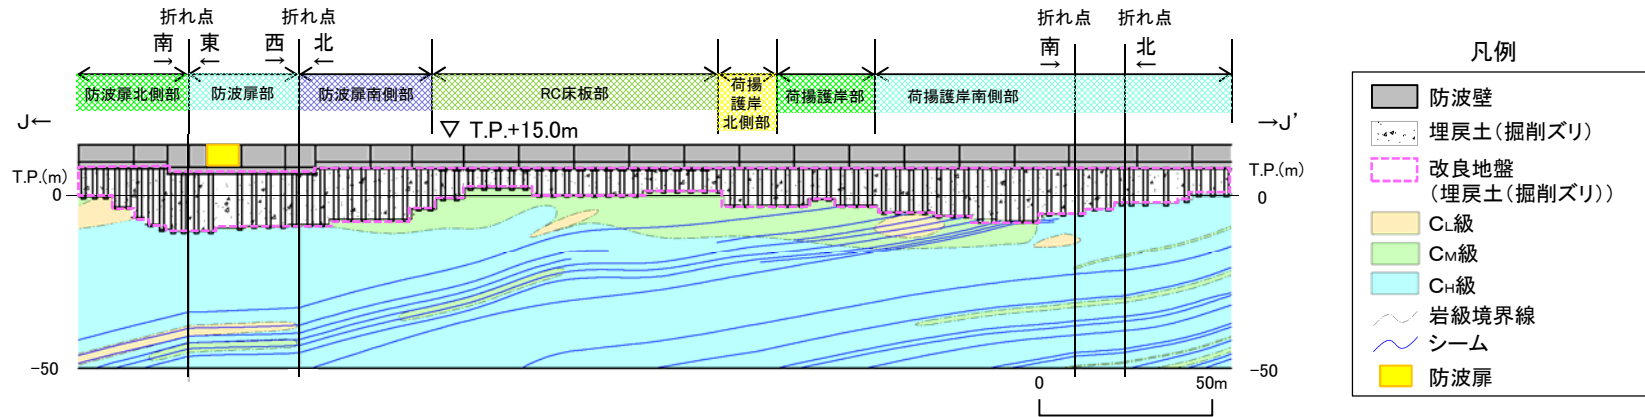 折れ点
折れ点
折れ点
折れ点
南→
東←
西→
北←
南→
北←
防波扉北側部
防波扉部
防波扉南側部
RC床板部
荷揚
護岸
北側部
荷揚護岸部
荷揚護岸南側部
J←
→J'
▽ T.P.+15.0m
T.P.(m)
0
-50
T.P.(m)
0
-50
0
50m
凡例
防波壁
埋戻土(掘削ズリ)
改良地盤
(埋戻土(掘削ズリ))
CL級
CM級
CH級
岩級境界線
シーム
防波扉